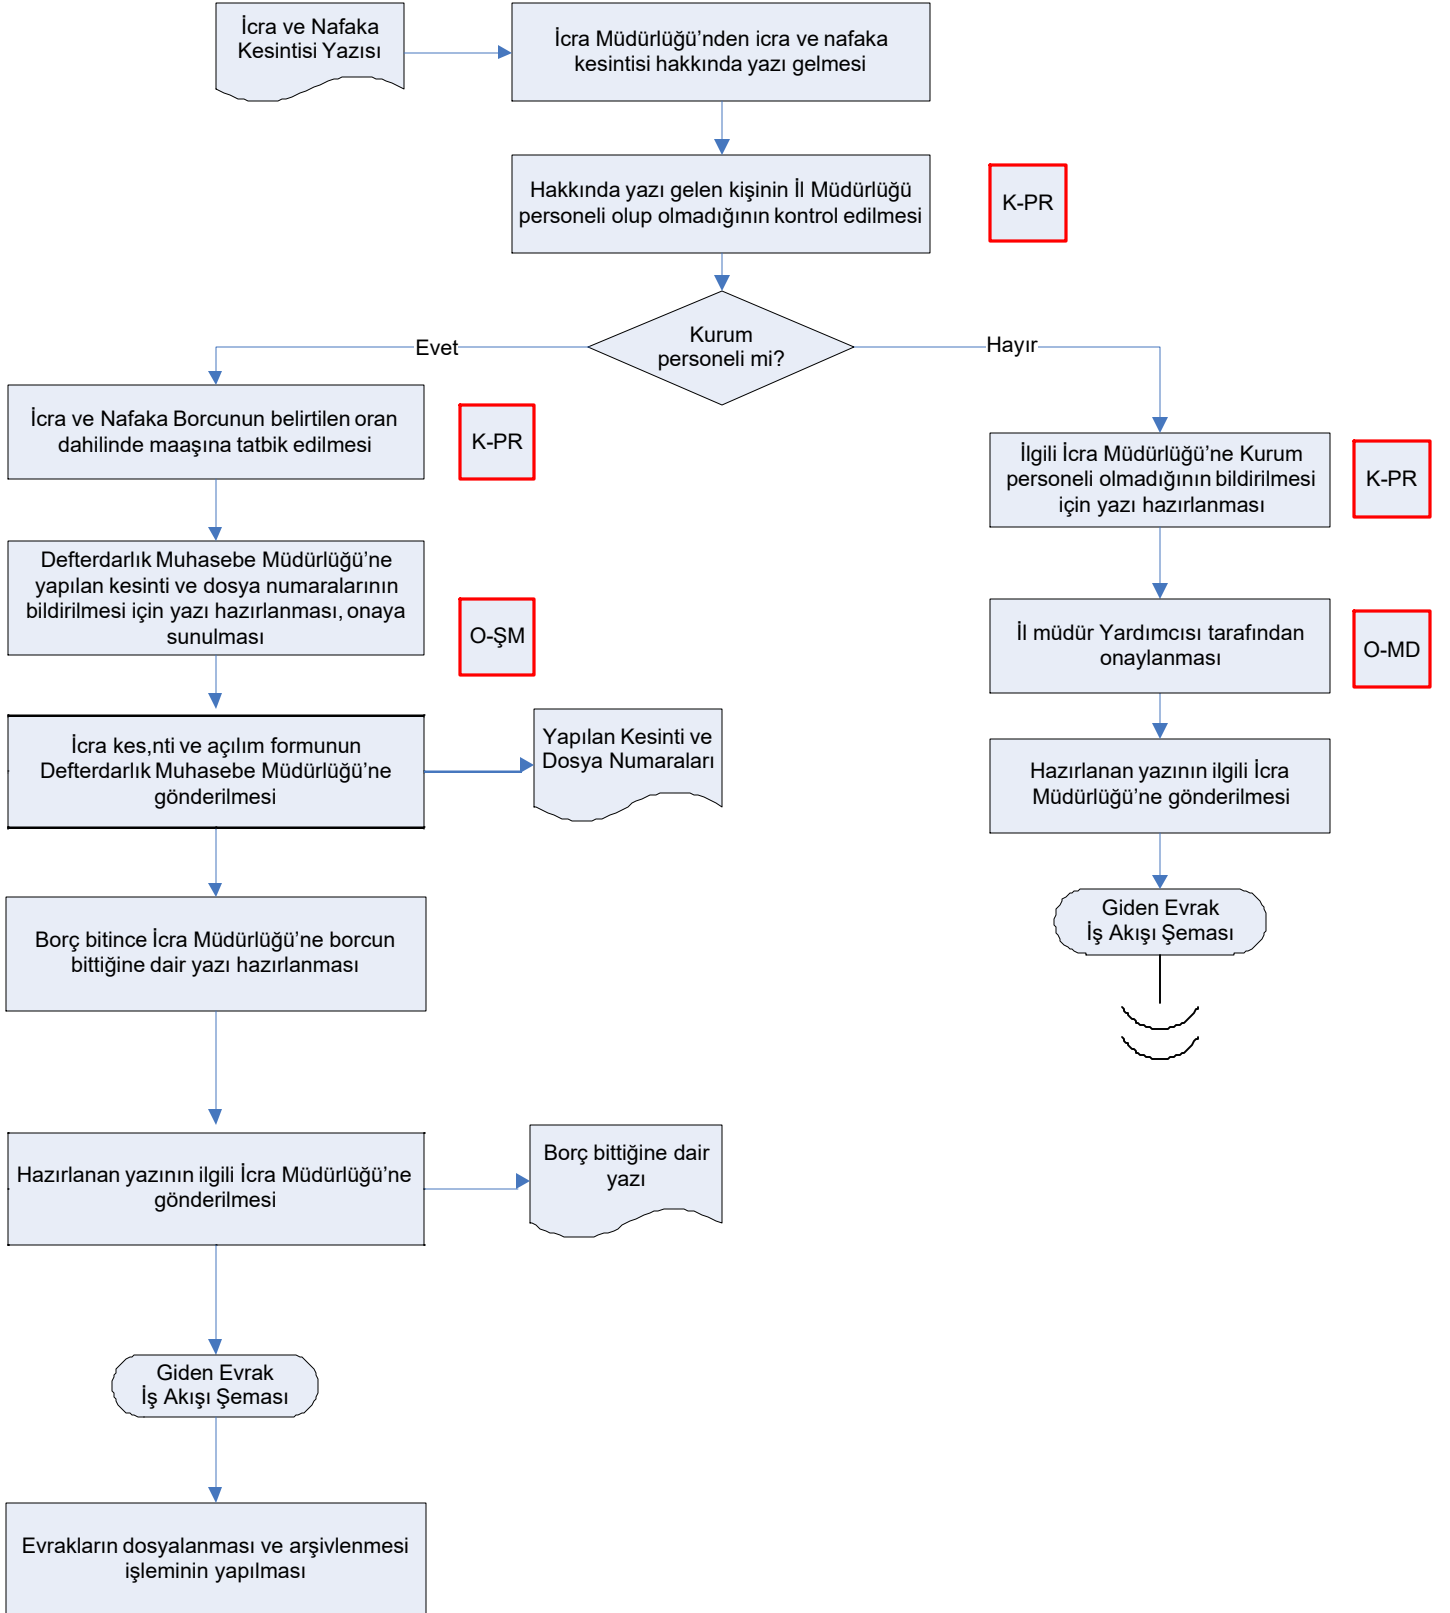 İcra ve Nafaka
Kesintisi Yazısı
İcra Müdürlüğü’nden icra ve nafaka
kesintisi hakkında yazı gelmesi
Hakkında yazı gelen kişinin İl Müdürlüğü
personeli olup olmadığının kontrol edilmesi
K-PR
Kurum
personeli mi?
Evet
Hayır
İcra ve Nafaka Borcunun belirtilen oran
dahilinde maaşına tatbik edilmesi
K-PR
İlgili İcra Müdürlüğü’ne Kurum
personeli olmadığının bildirilmesi
için yazı hazırlanması
K-PR
Defterdarlık Muhasebe Müdürlüğü’ne
yapılan kesinti ve dosya numaralarının
bildirilmesi için yazı hazırlanması, onaya
sunulması
O-ŞM
İl müdür Yardımcısı tarafından
onaylanması
O-MD
İcra kes,nti ve açılım formunun
Defterdarlık Muhasebe Müdürlüğü’ne
gönderilmesi
Yapılan Kesinti ve
Dosya Numaraları
Hazırlanan yazının ilgili İcra
Müdürlüğü’ne gönderilmesi
Giden Evrak
İş Akışı Şeması
Borç bitince İcra Müdürlüğü’ne borcun
bittiğine dair yazı hazırlanması
Hazırlanan yazının ilgili İcra Müdürlüğü’ne
gönderilmesi
Borç bittiğine dair
yazı
Giden Evrak
İş Akışı Şeması
Evrakların dosyalanması ve arşivlenmesi
işleminin yapılması